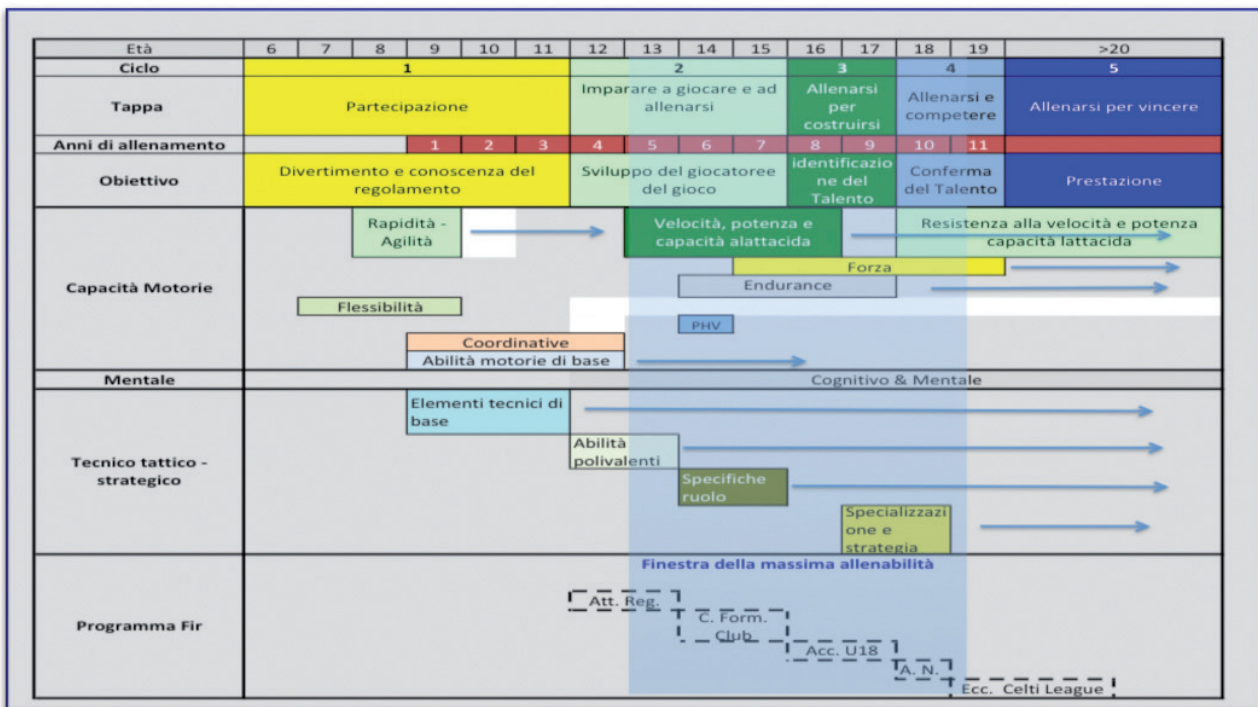 Età 6 7 8 9 10 11 12 13 14 15 16 17 18 19 >20
Ciclo 1 2 3 4 5
Tappa Partecipazione
Imparare a giocare e ad
allenarsi
Allenarsi
per
costruirsi
Allenarsi e
competere
Allenarsi per vincere
Anni di allenamento 1 2 3 4 5 6 7 8 9 10 11
Obiettivo
Divertimento e conoscenza del
regolamento
Sviluppo del giocatoree
del gioco
identificazio
ne del
Talento
Conferma
del Talento
Prestazione
Capacità Motorie
Rapidità -
Agilità
Velocità, potenza e
capacità alattacida
Resistenza alla velocità e potenza
capacità lattacida
Forza
Endurance
Flessibilità
PHV
Coordinative
Abilità motorie di base
Mentale Cognitivo & Mentale
Tecnico tattico -
strategico
Elementi tecnici di
base
Abilità
polivalenti
Specifiche
ruolo
Specializzazi
one e
strategia
Programma Fir
Finestra della massima allenabilità
Att. Reg.
C. Form.
Club
Acc. U18
A. N.
Ecc. Celti League